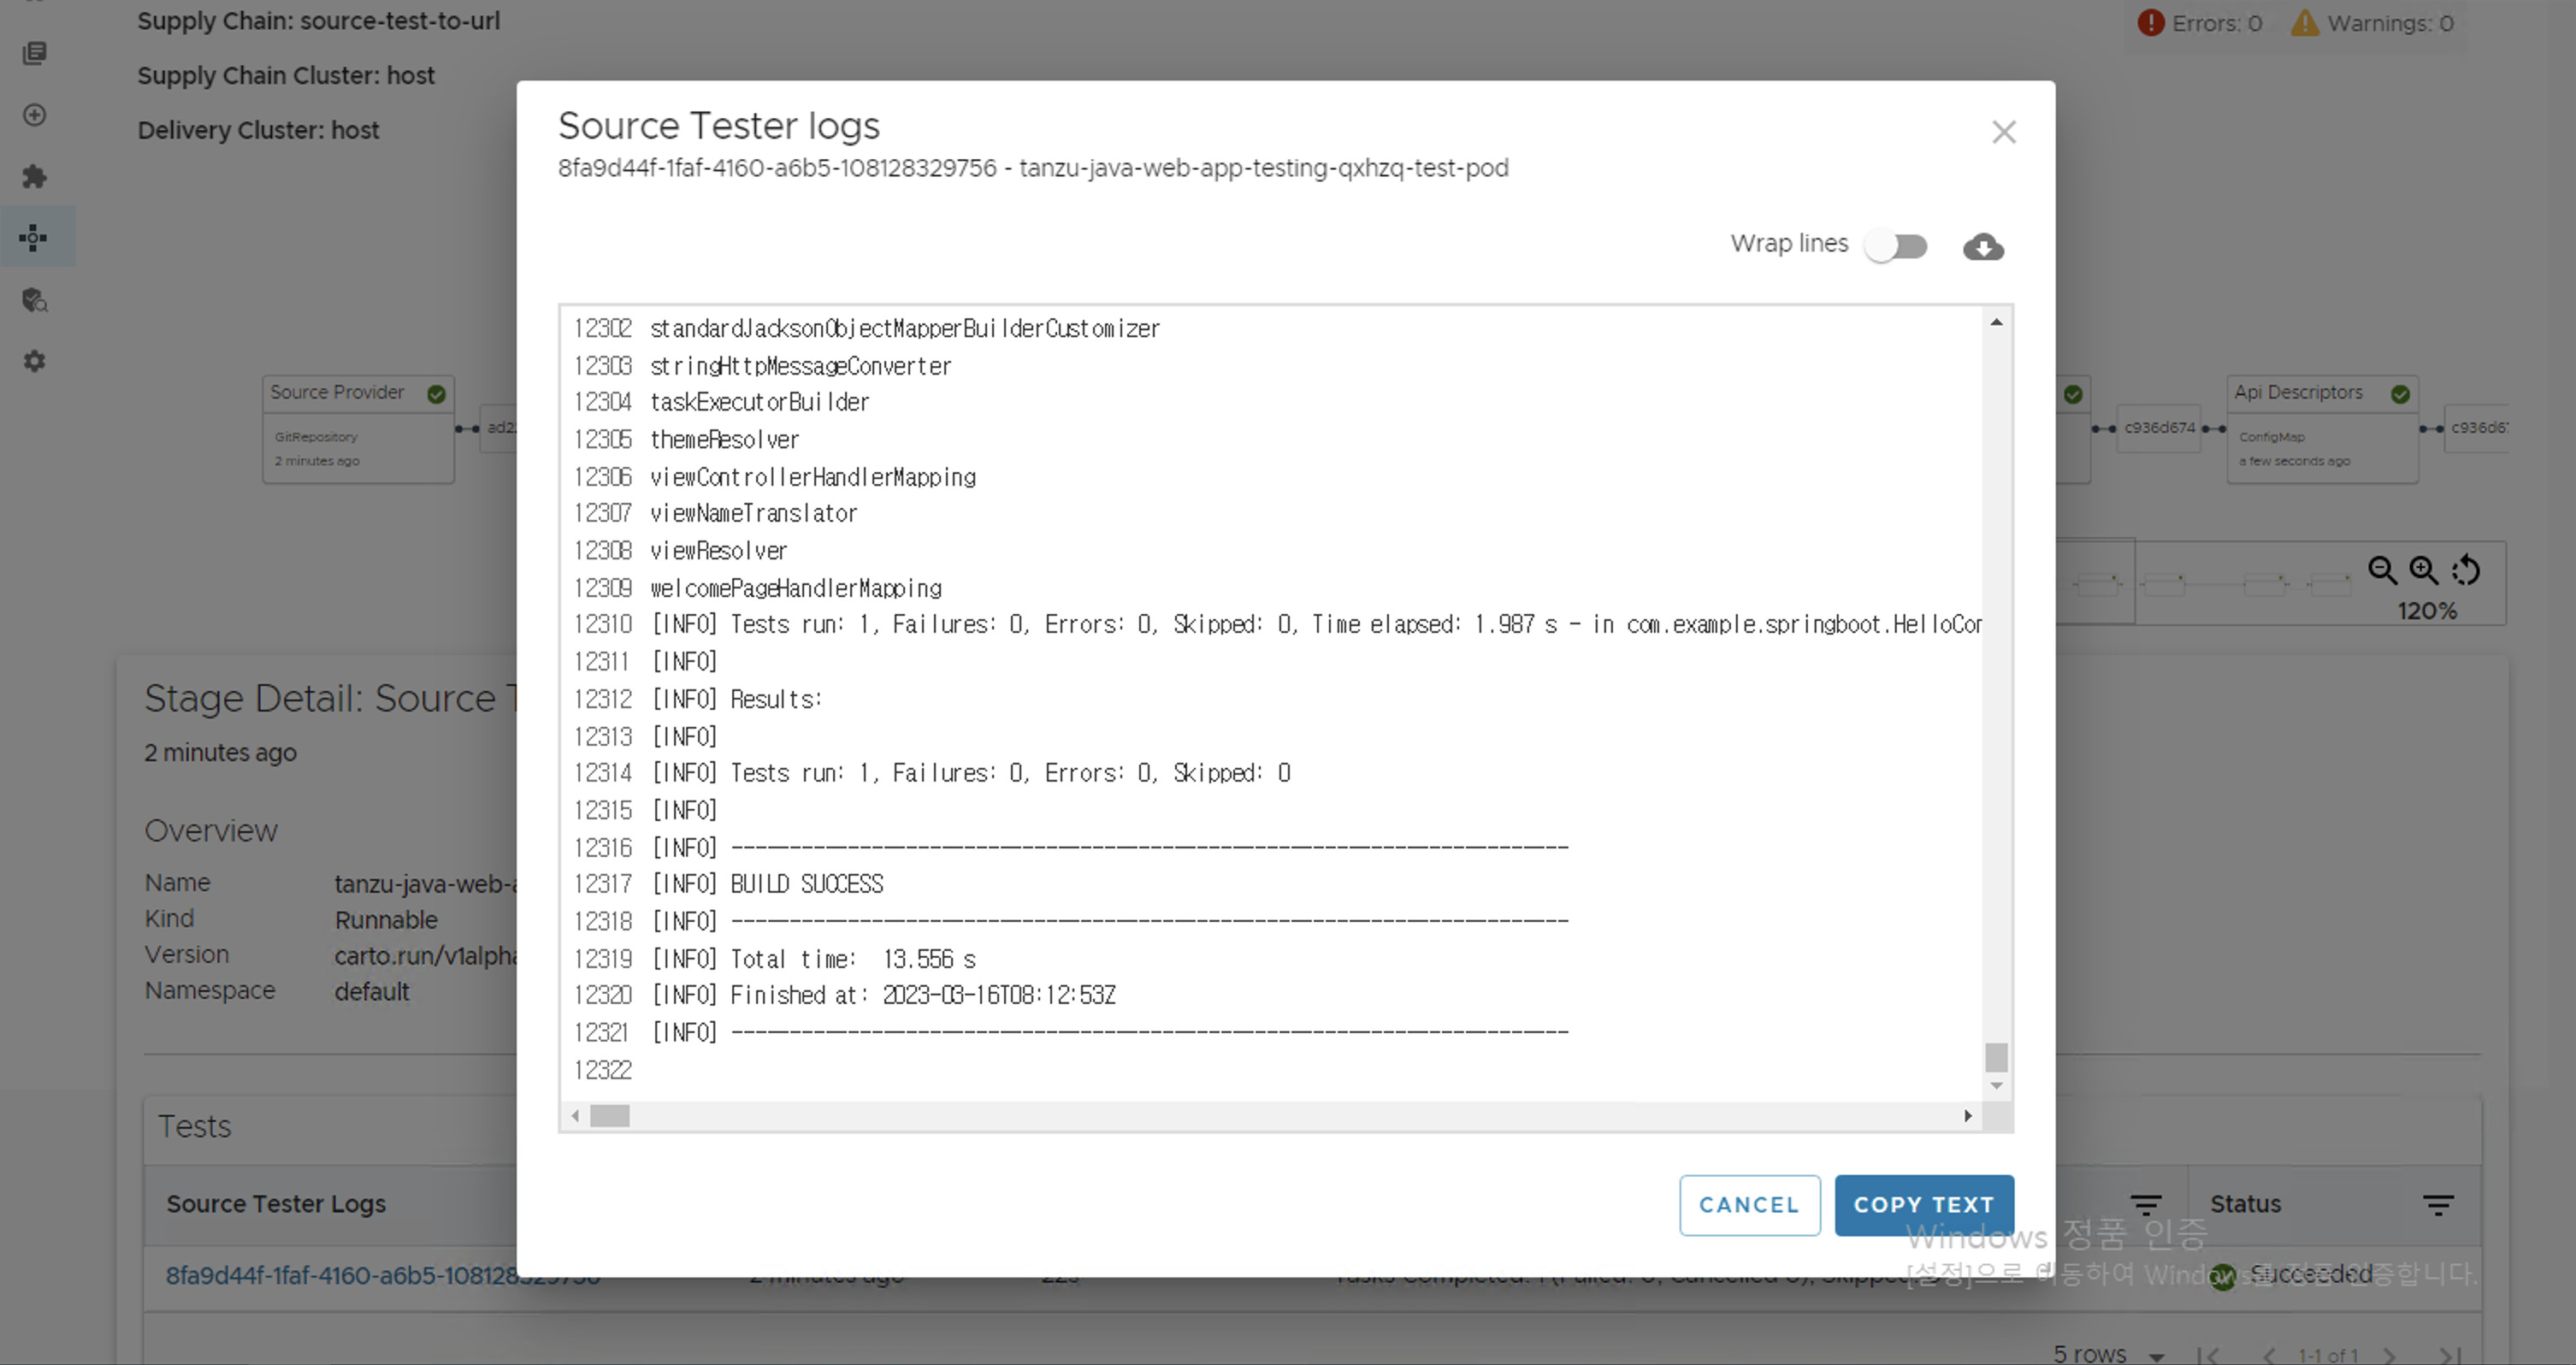 Supply Chain: source-test-to-url
Errors: 0
Warnings: 0
Supply Chain Cluster: host
Delivery Cluster: host
Source Tester logs
8fa9d44f-1faf-4160-a6b5-108128329756 - tanzu-java-web-app-testing-qxhzq-test-pod
Wrap lines
12302 standardJacksonObjectMapperBuilderCustomizer
12303 stringHttpMessageConverter
12304 taskExecutorBuilder
12305 themeResolver
12306 viewControllerHandlerMapping
12307 viewNameTranslator
12308 viewResolver
12309 welcomePageHandlerMapping
12310 [INFO] Tests run: 1, Failures: 0, Errors: 0, Skipped: 0, Time elapsed: 1.987 s - in com.example.springboot.HelloCor
12311 [INFO]
12312 [INFO] Results:
12313 [INFO]
12314 [INFO] Tests run: 1, Failures: 0, Errors: 0, Skipped: 0
12315 [INFO]
12316 [INFO] ------------------------------------------------------------------------
12317 [INFO] BUILD SUCCESS
12318 [INFO] ------------------------------------------------------------------------
12319 [INFO] Total time:  13.556 s
12320 [INFO] Finished at: 2023-03-16T08:12:53Z
12321 [INFO] ------------------------------------------------------------------------
12322
CANCEL
COPY TEXT
Source Provider
GitRepository
2 minutes ago
ad2
c936d674
Api Descriptors
ConfigMap
a few seconds ago
c936d6
120%
Stage Detail: Source T
2 minutes ago
Overview
Name tanzu-java-web-a
Kind Runnable
Version carto.run/v1alpha
Namespace default
Tests
Source Tester Logs
Status
8fa9d44f-1faf-4160-a6b5-108128329756
2 minutes ago
22s
Succeeded
Windows 정품 인증
[설정]으로 이동하여 Windows를 정품 인증합니다.
5 rows
1-1 of 1